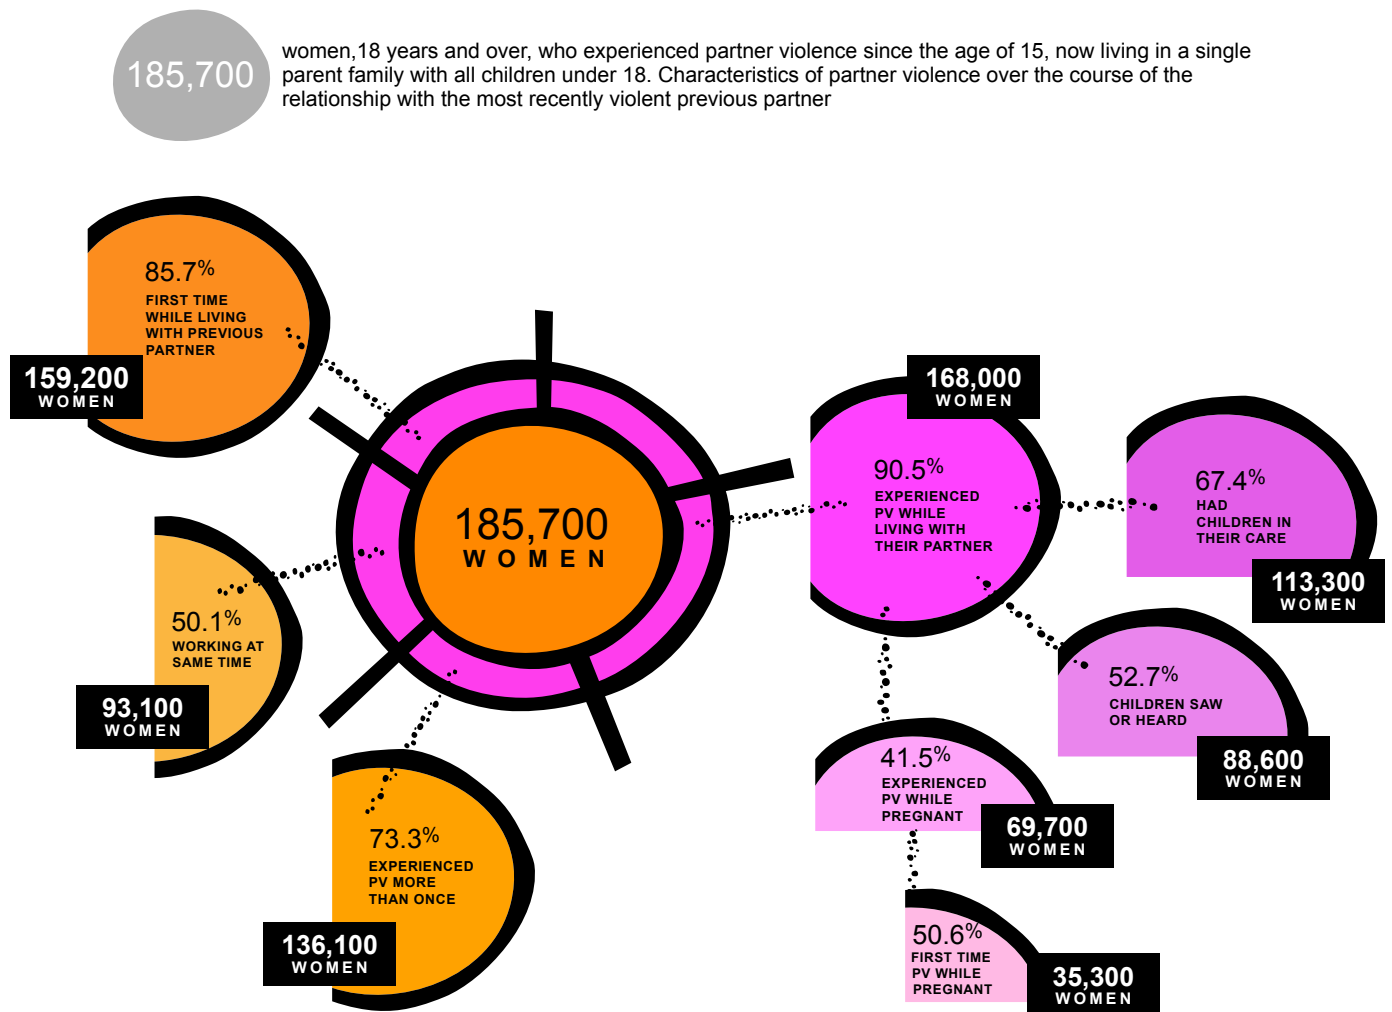 185,700
women,18 years and over, who experienced partner violence since the age of 15, now living in a single
parent family with all children under 18. Characteristics of partner violence over the course of the
relationship with the most recently violent previous partner
85.7%
FIRST TIME
WHILE LIVING
WITH PREVIOUS
PARTNER
159,200
WOMEN
185,700
WOMEN
50.1%
WORKING AT
SAME TIME
93,100
WOMEN
73.3%
EXPERIENCED
PV MORE
THAN ONCE
136,100
WOMEN
168,000
WOMEN
90.5%
EXPERIENCED
PV WHILE
LIVING WITH
THEIR PARTNER
67.4%
HAD
CHILDREN IN
THEIR CARE
113,300
WOMEN
52.7%
CHILDREN SAW
OR HEARD
88,600
WOMEN
41.5%
EXPERIENCED
PV WHILE
PREGNANT
69,700
WOMEN
50.6%
FIRST TIME
PV WHILE
PREGNANT
35,300
WOMEN